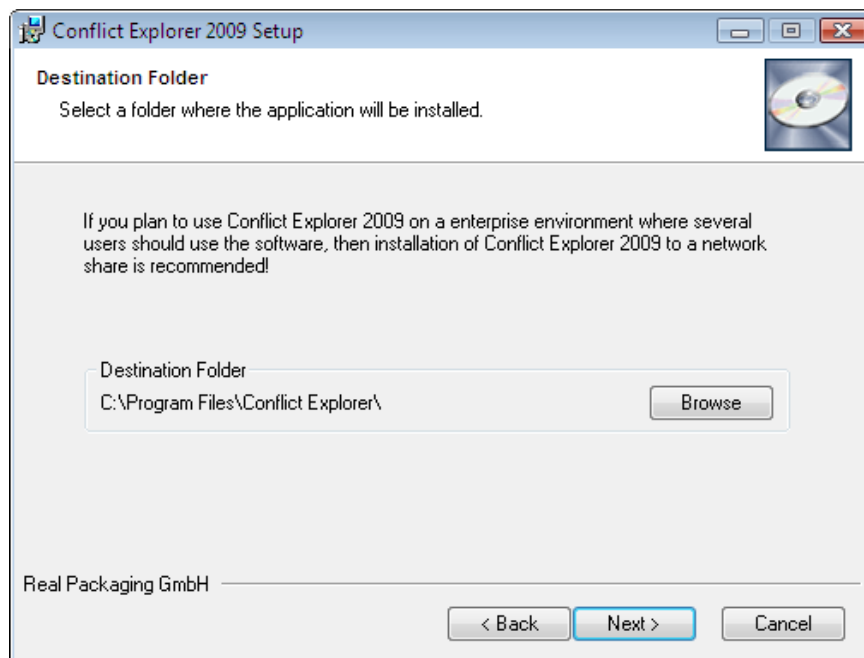 Conflict Explorer 2009 Setup
Destination Folder
Select a folder where the application will be installed.
If you plan to use Conflict Explorer 2009 on a enterprise environment where several
users should use the software, then installation of Conflict Explorer 2009 to a network
share is recommended!
Destination Folder
C:\Program Files\Conflict Explorer\
Browse
Real Packaging GmbH
< Back
Next >
Cancel